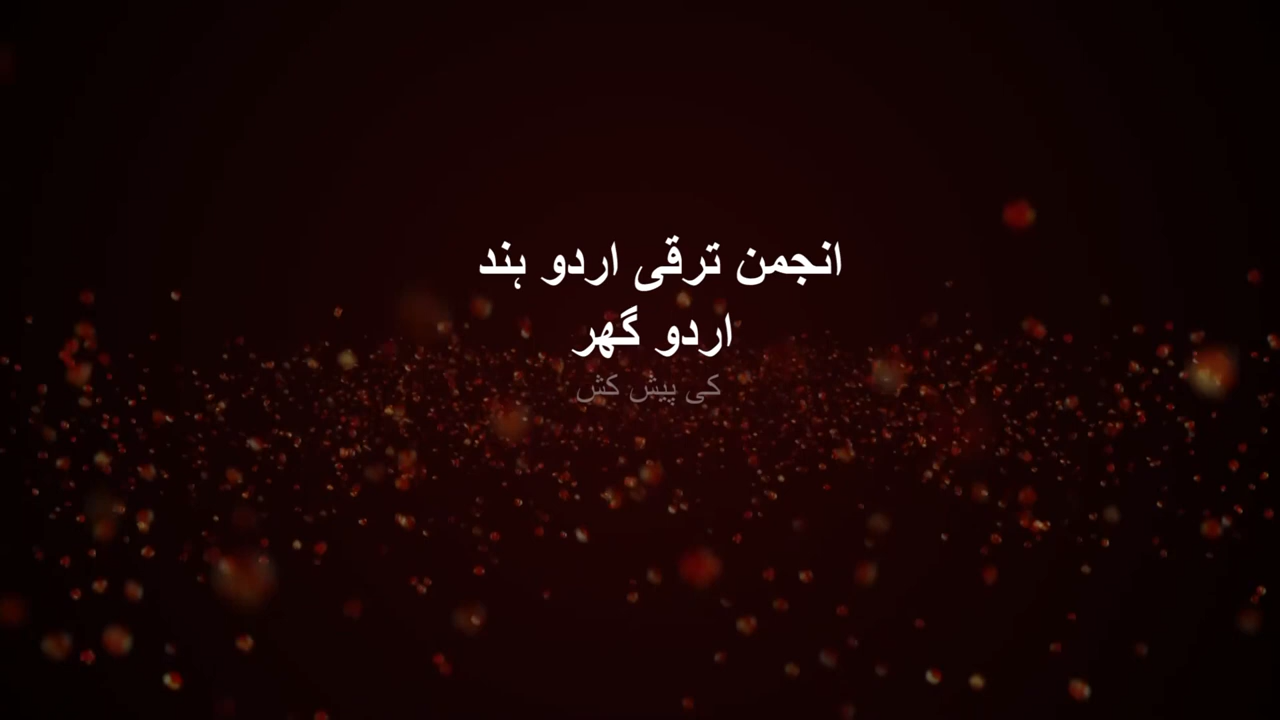 انجمن ترقی اردو ہند
اردو گھر
کی پیش کش